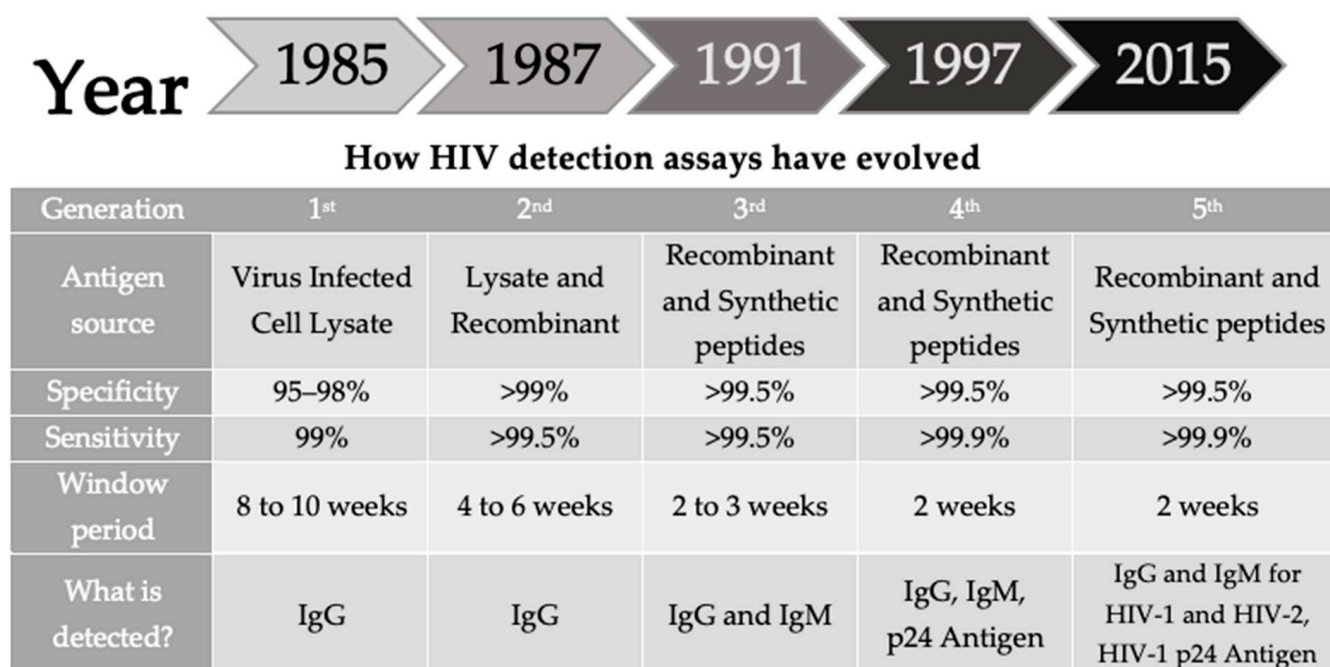 Year 1985 1987 1991 1997 2015
How HIV detection assays have evolved
Generation 1st 2nd 3rd 4th 5th
Antigen source
Virus Infected Cell Lysate
Lysate and Recombinant
Recombinant and Synthetic peptides
Recombinant and Synthetic peptides
Recombinant and Synthetic peptides
Specificity 95–98% >99% >99.5% >99.5% >99.5%
Sensitivity 99% >99.5% >99.5% >99.9% >99.9%
Window period
8 to 10 weeks 4 to 6 weeks 2 to 3 weeks 2 weeks 2 weeks
What is detected?
IgG
IgG
IgG and IgM
IgG, IgM, p24 Antigen
IgG and IgM for HIV-1 and HIV-2, HIV-1 p24 Antigen